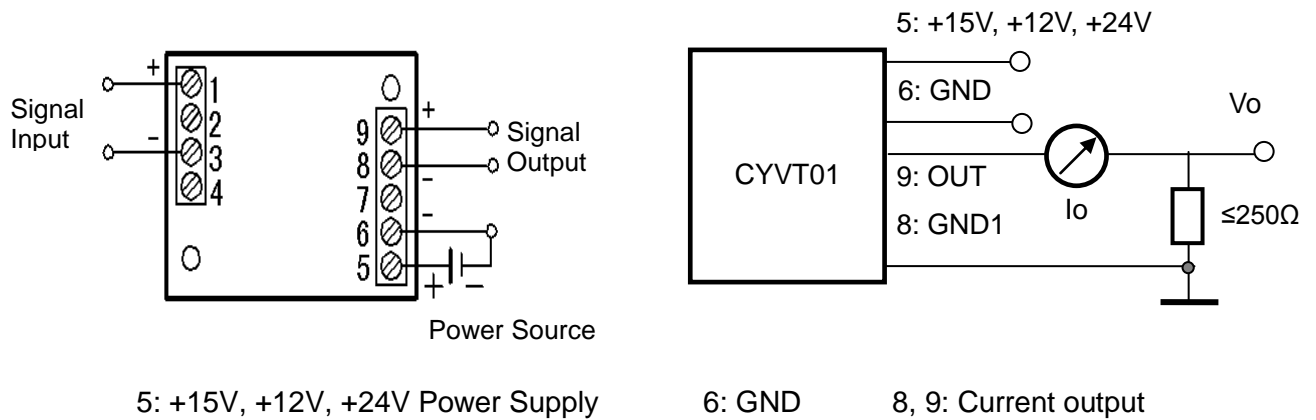 Signal
Input
+
-
1
2
3
4
9
8
7
6
5
+
-
-
+
-
Signal
Output
Power Source
5: +15V, +12V, +24V
6: GND
CYVT01
9: OUT
8: GND1
Io
Vo
≤250Ω
5: +15V, +12V, +24V Power Supply 6: GND 8, 9: Current output